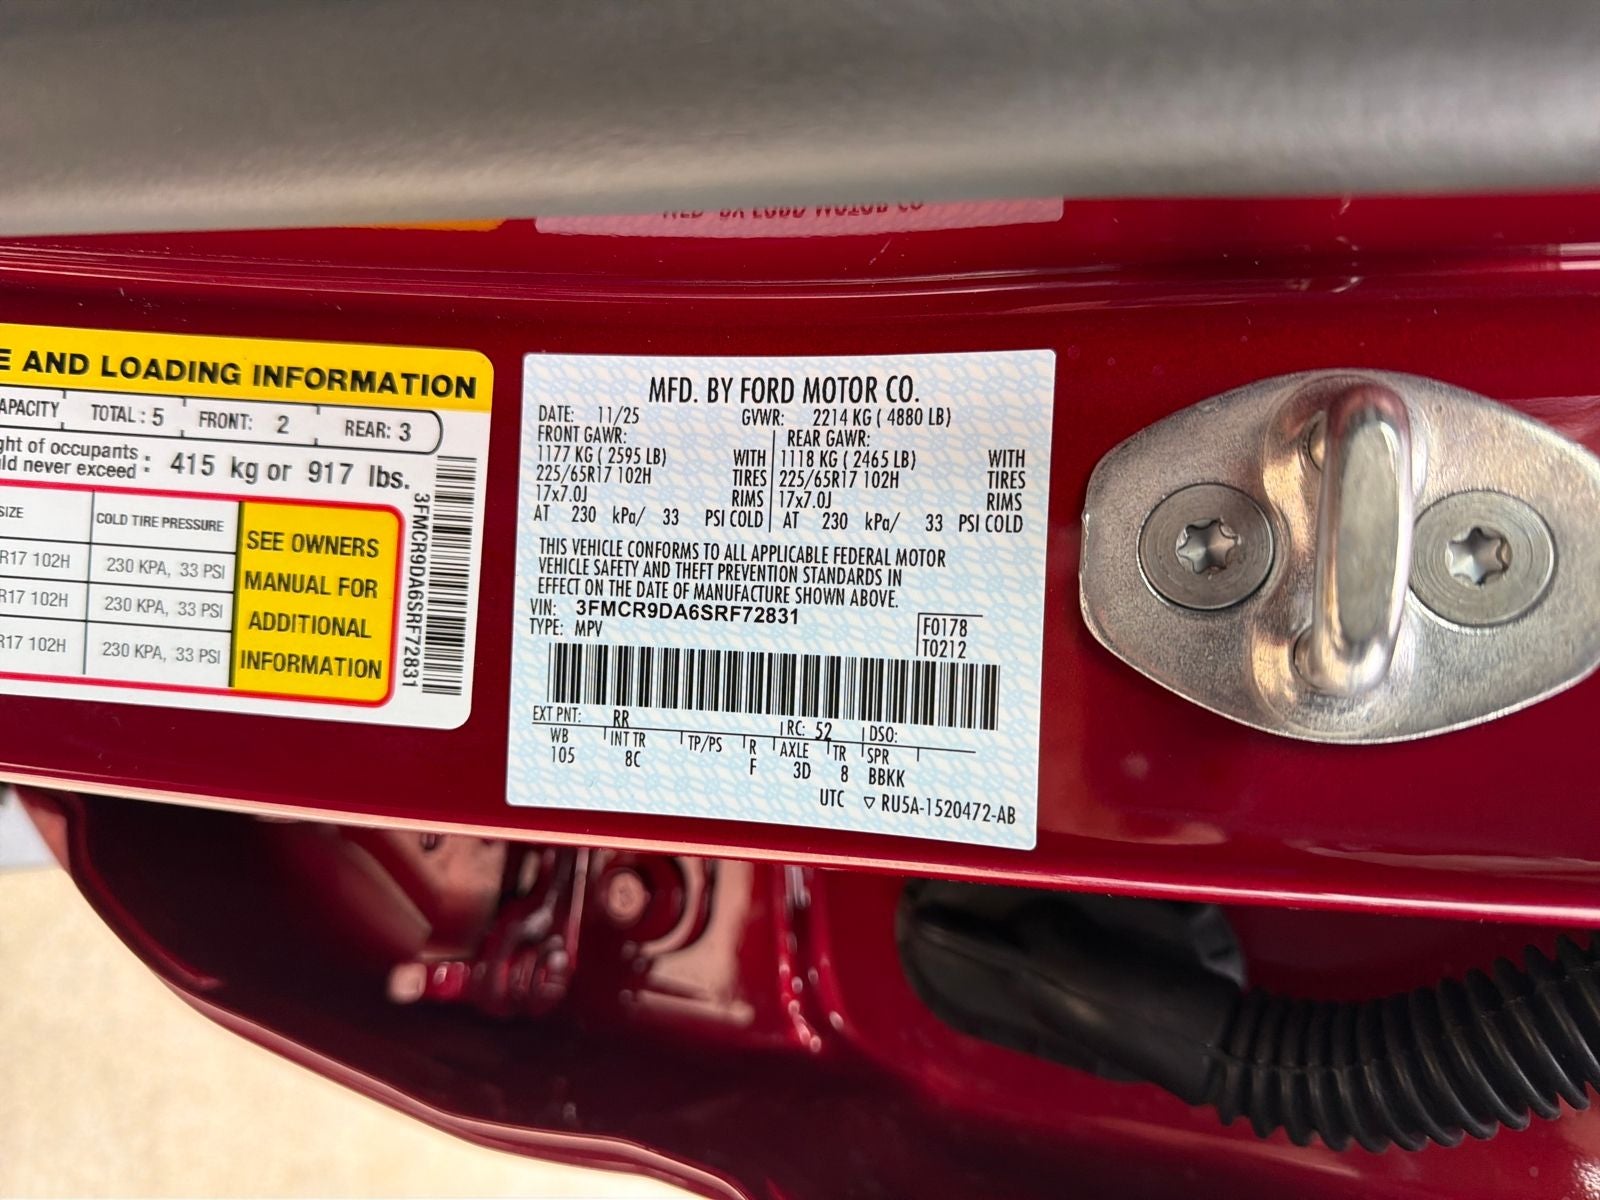 E AND LOADING INFORMATION
APACITY TOTAL: 5 FRONT: 2 REAR: 3
ght of occupants
ld never exceed : 415 kg or 917 lbs.
SIZE COLD TIRE PRESSURE
R17 102H 230 KPA, 33 PSI
R17 102H 230 KPA, 33 PSI
R17 102H 230 KPA, 33 PSI
SEE OWNERS
MANUAL FOR
ADDITIONAL
INFORMATION
3FMCR9DA6SRF72831
MFD. BY FORD MOTOR CO.
DATE: 11/25 GVWR: 2214 KG ( 4880 LB)
FRONT GAWR: REAR GAWR:
1177 KG ( 2595 LB) WITH 1118 KG ( 2465 LB) WITH
225/65R17 102H TIRES 225/65R17 102H TIRES
17x7.0J RIMS 17x7.0J RIMS
AT 230 kPa/ 33 PSI COLD AT 230 kPa/ 33 PSI COLD
THIS VEHICLE CONFORMS TO ALL APPLICABLE FEDERAL MOTOR
VEHICLE SAFETY AND THEFT PREVENTION STANDARDS IN
EFFECT ON THE DATE OF MANUFACTURE SHOWN ABOVE.
VIN: 3FMCR9DA6SRF72831
TYPE: MPV
F0178
T0212
EXT PNT: RR RC: 52 DSO:
WB INT TR TP/PS R AXLE TR SPR
105 8C F 3D 8 BBKK
UTC ▽ RU5A-1520472-AB